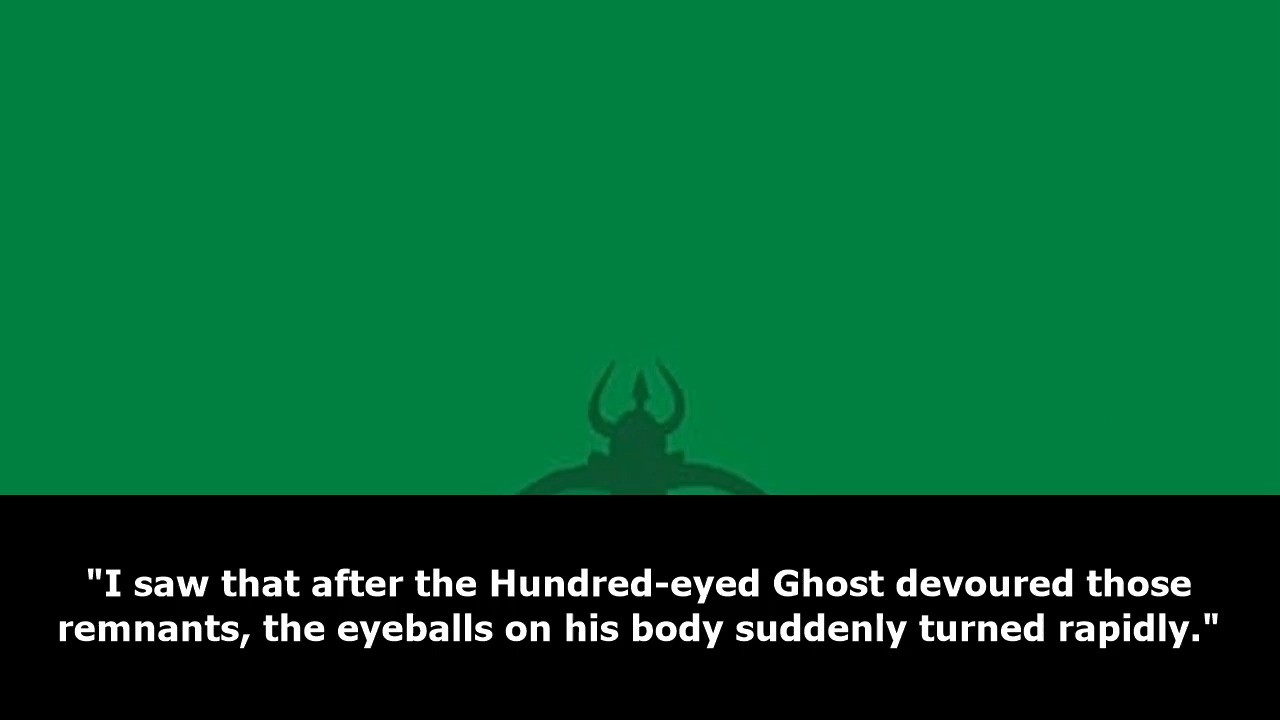 "I saw that after the Hundred-eyed Ghost devoured those
remnants, the eyeballs on his body suddenly turned rapidly."